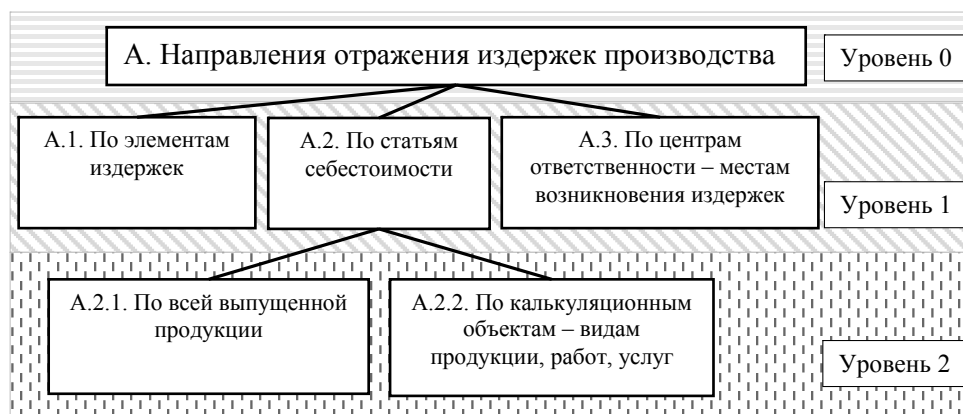 А. Направления отражения издержек производства
Уровень 0
А.1. По элементам
издержек
А.2. По статьям
себестоимости
А.3. По центрам
ответственности – местам
возникновения издержек
Уровень 1
А.2.1. По всей выпущенной
продукции
А.2.2. По калькуляционным
объектам – видам
продукции, работ, услуг
Уровень 2